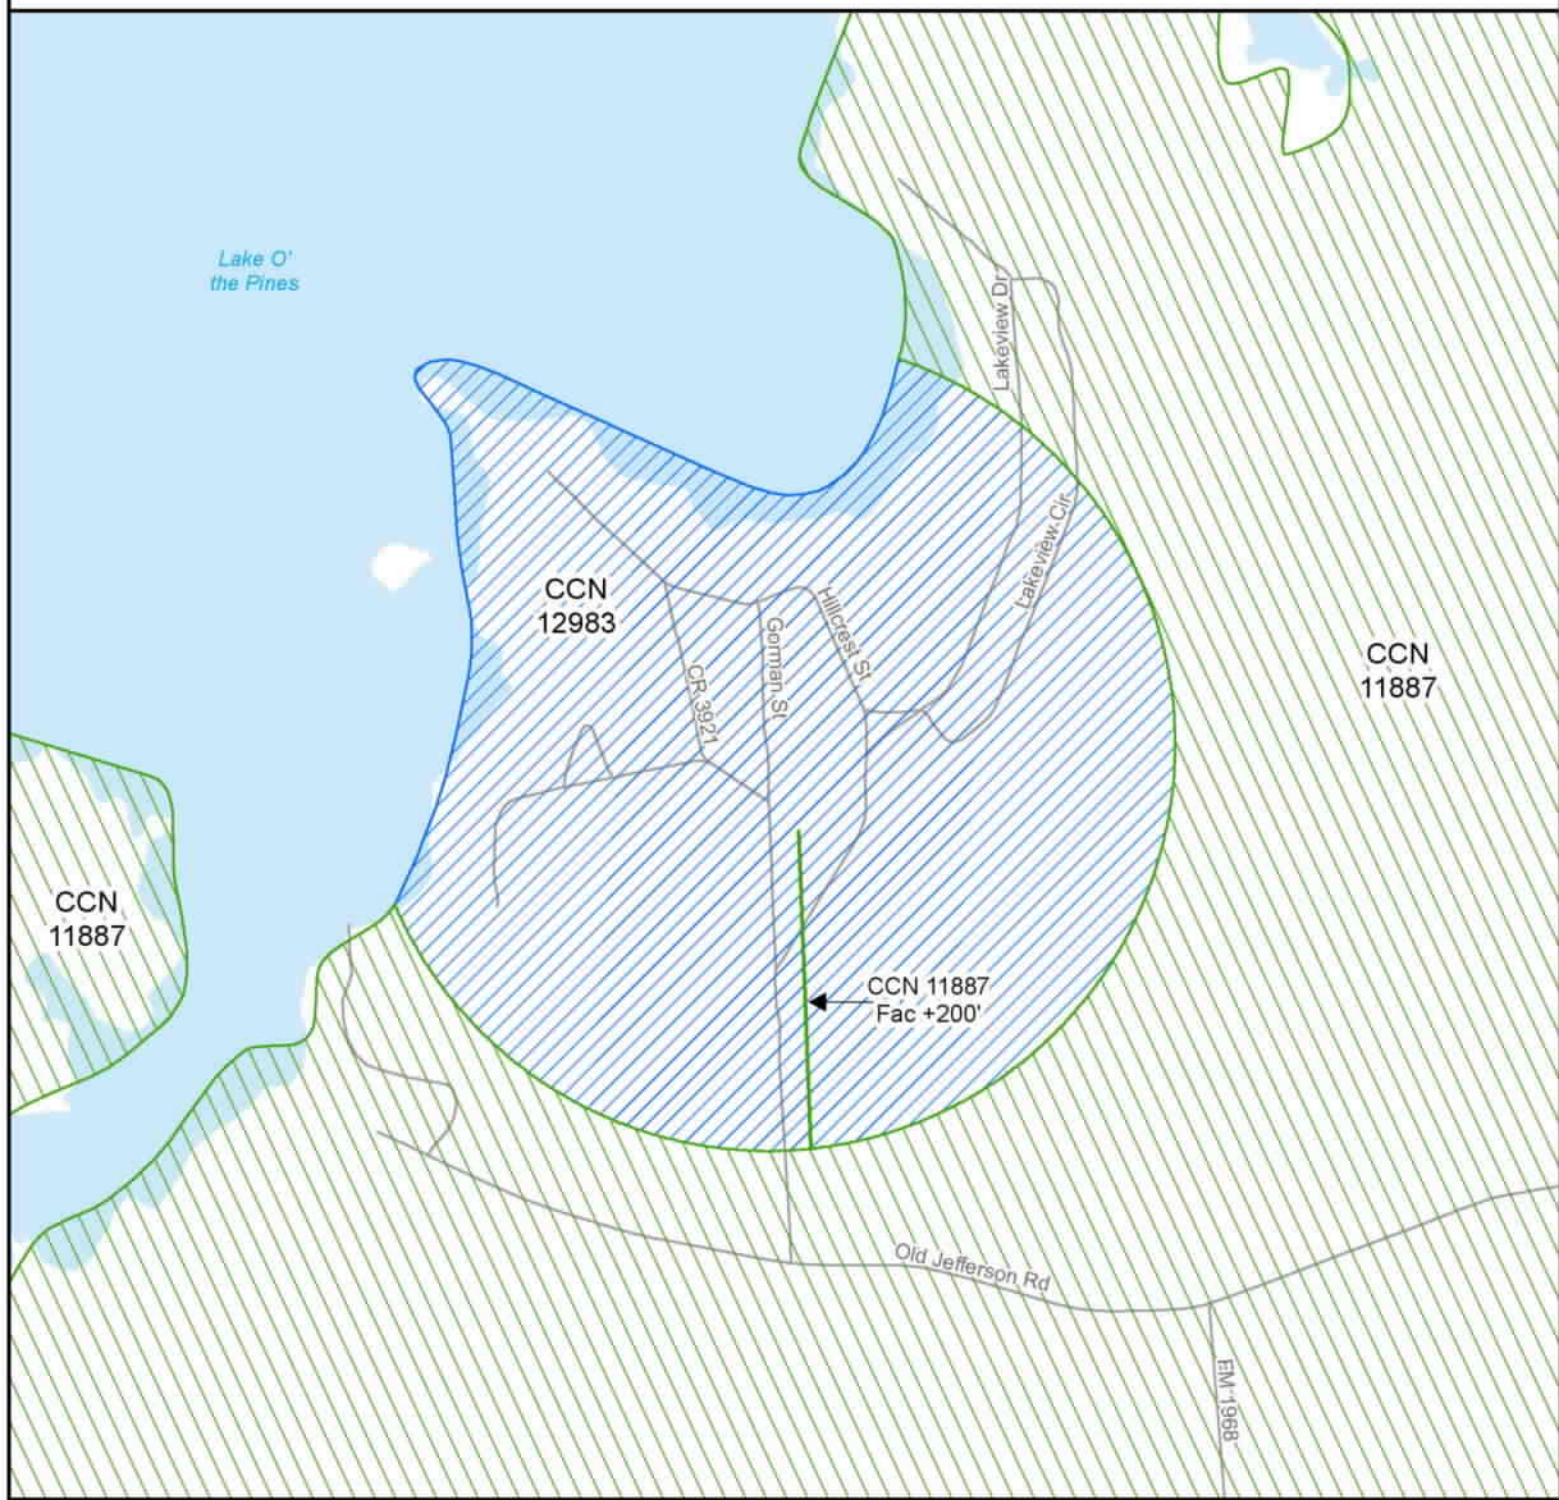 Lake O'
the Pines
Lakeview Dr
Lakeview Cir
CCN
12983
Hillcrest St
Gorman St
CR 3921
CCN
11887
CCN
11887
CCN 11887
Fac +200'
Old Jefferson Rd
FM 1968